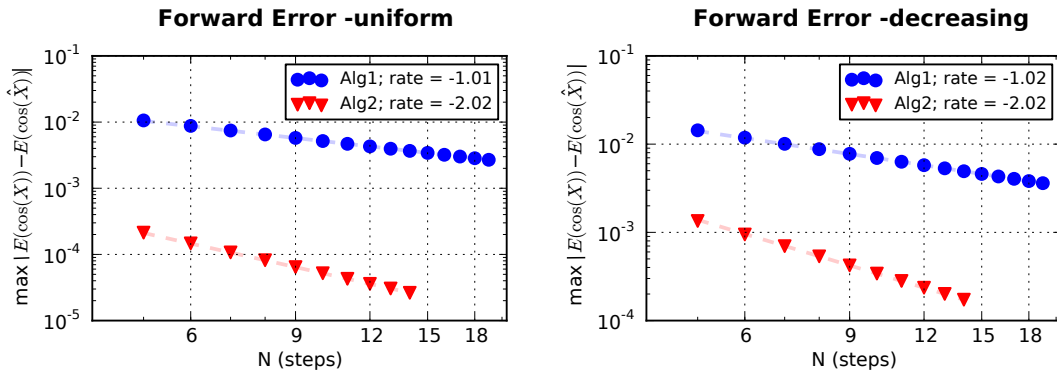 Forward Error -uniform
max |E(cos(X)) − E(cos(X̂))|
10⁻¹
10⁻²
10⁻³
10⁻⁴
10⁻⁵
Alg1; rate = -1.01
Alg2; rate = -2.02
6 9 12 15 18
N (steps)
Forward Error -decreasing
max |E(cos(X)) − E(cos(X̂))|
10⁻¹
10⁻²
10⁻³
10⁻⁴
Alg1; rate = -1.02
Alg2; rate = -2.02
6 9 12 15 18
N (steps)